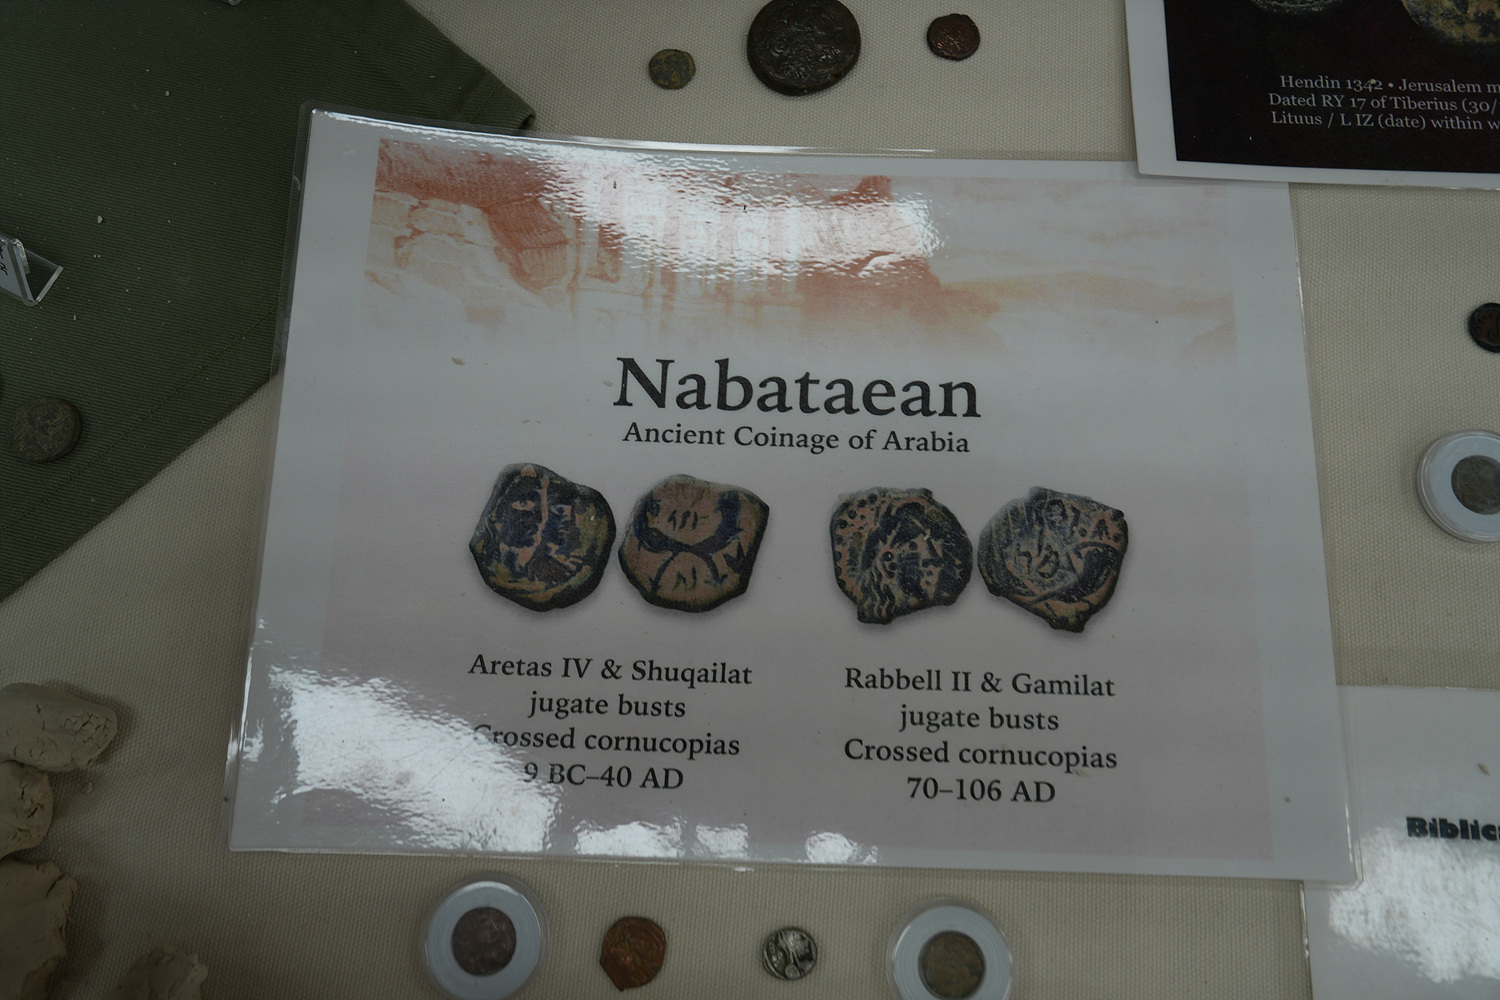 Hendin 1342 • Jerusalem
Dated RY 17 of Tiberius (30/
Lituus / L IZ (date) within
Nabataean
Ancient Coinage of Arabia
Aretas IV & Shuqailat
jugate busts
Crossed cornucopias
9 BC–40 AD
Rabbell II & Gamilat
jugate busts
Crossed cornucopias
70–106 AD